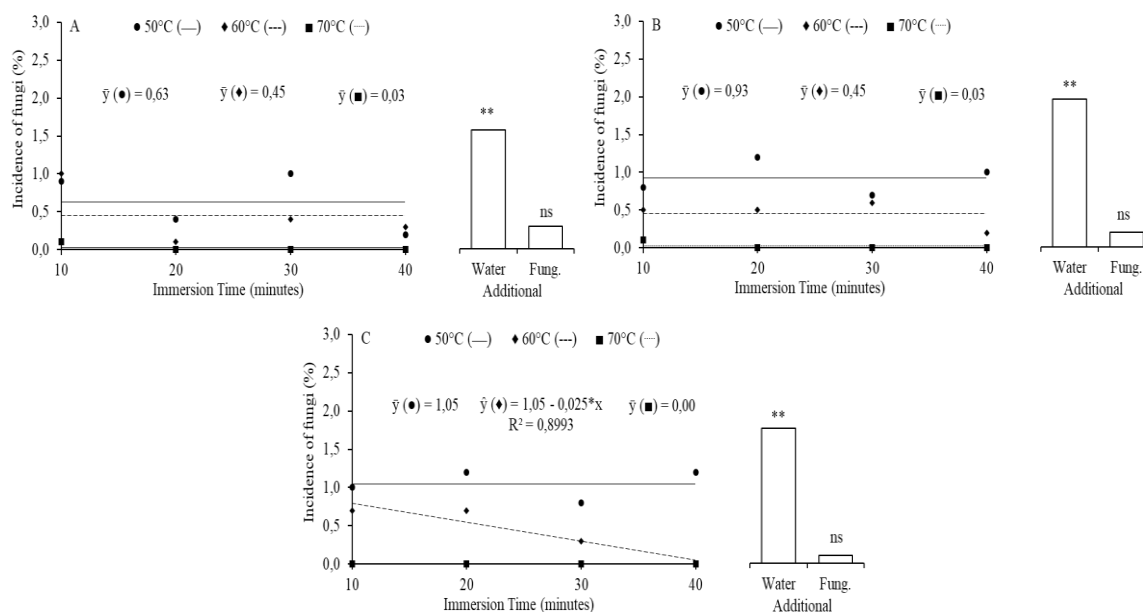 A
● 50°C (—) ♦ 60°C (---) ■ 70°C (····)
Incidence of fungi (%)
3,0
2,5
2,0
1,5
1,0
0,5
0,0
ȳ (●) = 0,63 ȳ (♦) = 0,45 ȳ (■) = 0,03
10 20 30 40
Immersion Time (minutes)
**
ns
Water Fung.
Additional
B
● 50°C (—) ♦ 60°C (---) ■ 70°C (····)
Incidence of fungi (%)
3,0
2,5
2,0
1,5
1,0
0,5
0,0
ȳ (●) = 0,93 ȳ (♦) = 0,45 ȳ (■) = 0,03
10 20 30 40
Immersion Time (minutes)
**
ns
Water Fung.
Additional
C
● 50°C (—) ♦ 60°C (---) ■ 70°C (····)
Incidence of fungi (%)
3,0
2,5
2,0
1,5
1,0
0,5
0,0
ȳ (●) = 1,05 ŷ (♦) = 1,05 - 0,025*x ȳ (■) = 0,00
R² = 0,8993
10 20 30 40
Immersion Time (minutes)
**
ns
Water Fung.
Additional